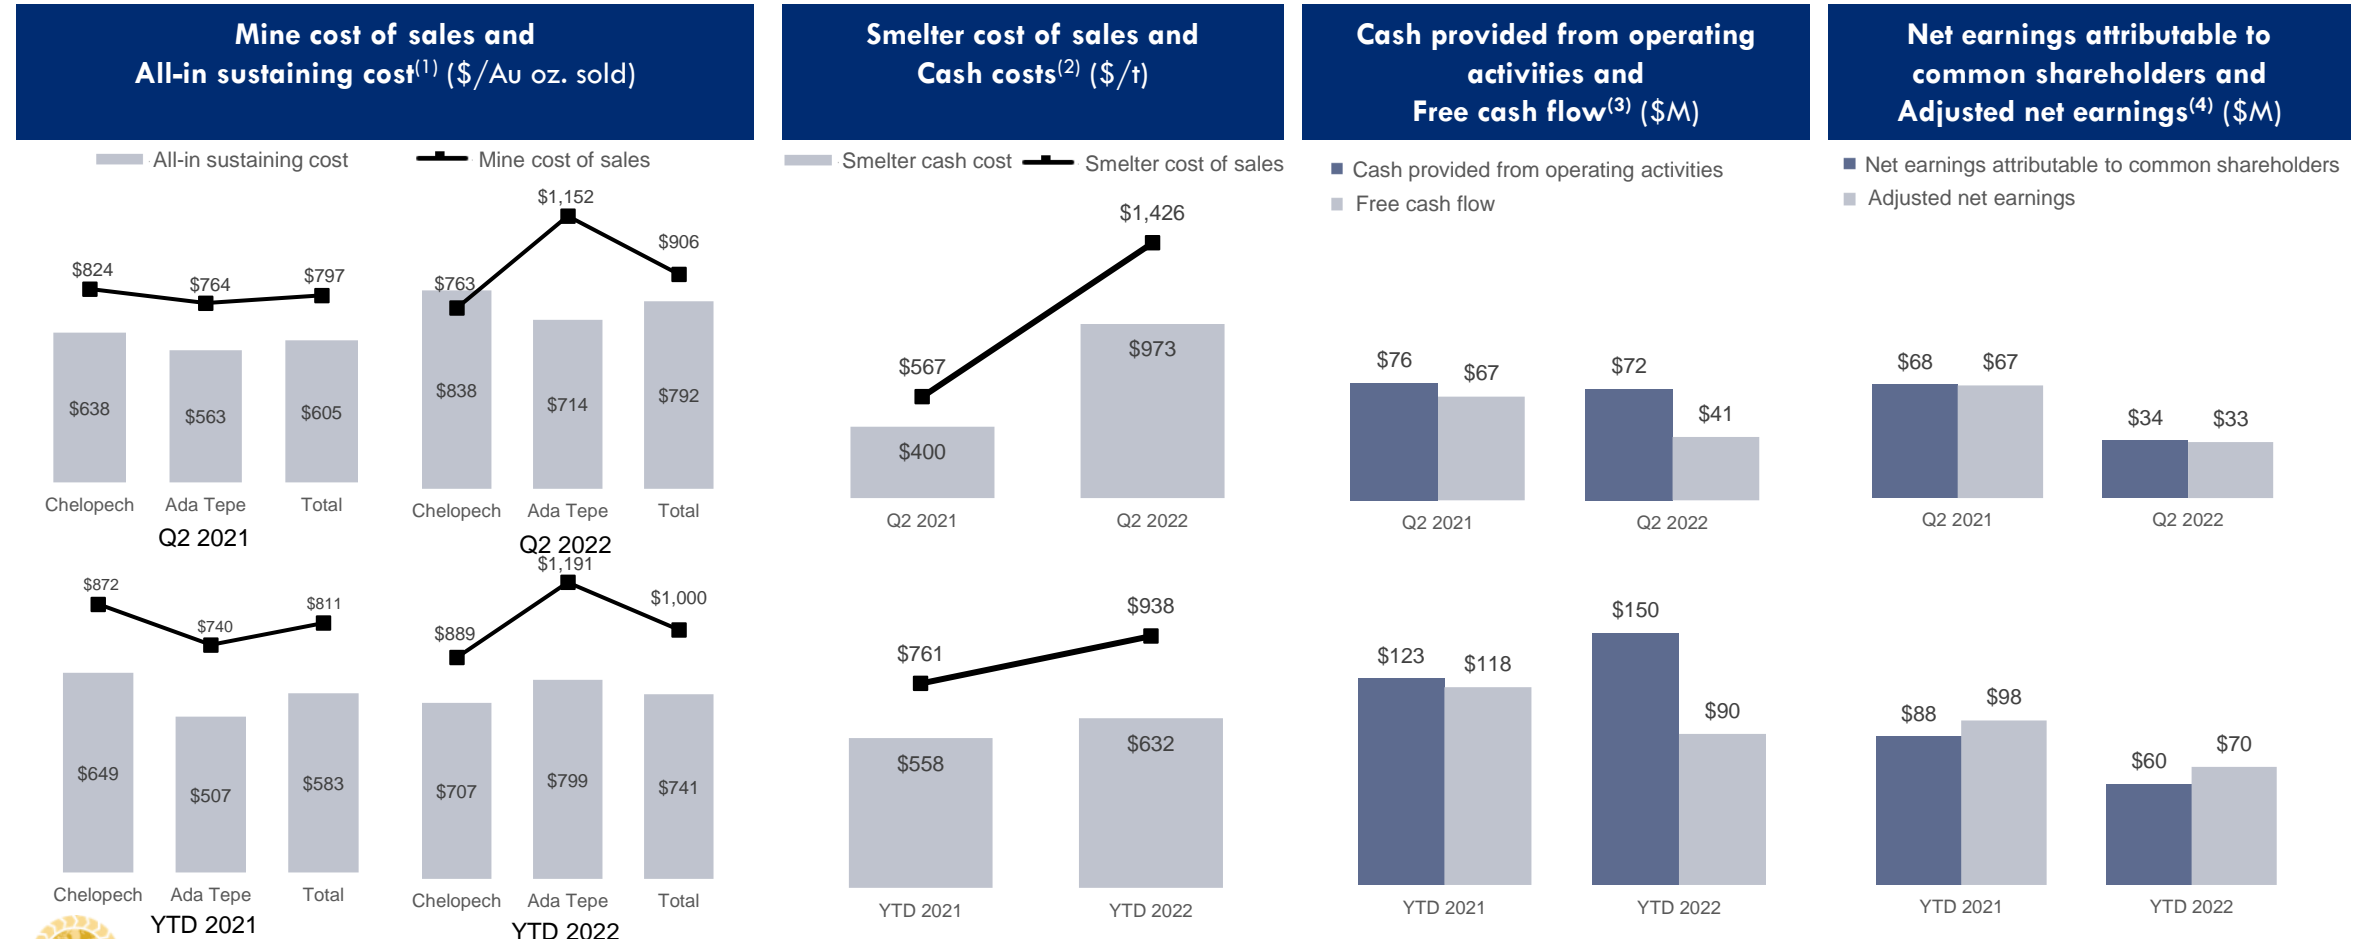 Mine cost of sales and
All-in sustaining cost(1) ($/Au oz. sold)
All-in sustaining cost
Mine cost of sales
$824
$764
$797
$638
$563
$605
Chelopech
Ada Tepe
Total
Q2 2021
$1,152
$906
$763
$838
$714
$792
Chelopech
Ada Tepe
Total
Q2 2022
$872
$740
$811
$649
$507
$583
Chelopech
Ada Tepe
Total
YTD 2021
$1,191
$1,000
$889
$707
$799
$741
Chelopech
Ada Tepe
Total
YTD 2022
Smelter cost of sales and
Cash costs(2) ($/t)
Smelter cash cost
Smelter cost of sales
$1,426
$567
$973
$400
Q2 2021
Q2 2022
$938
$761
$558
$632
YTD 2021
YTD 2022
Cash provided from operating
activities and
Free cash flow(3) ($M)
Cash provided from operating activities
Free cash flow
$76
$67
$72
$41
Q2 2021
Q2 2022
$123
$118
$150
$90
YTD 2021
YTD 2022
Net earnings attributable to
common shareholders and
Adjusted net earnings(4) ($M)
Net earnings attributable to common shareholders
Adjusted net earnings
$68
$67
$34
$33
Q2 2021
Q2 2022
$88
$98
$60
$70
YTD 2021
YTD 2022